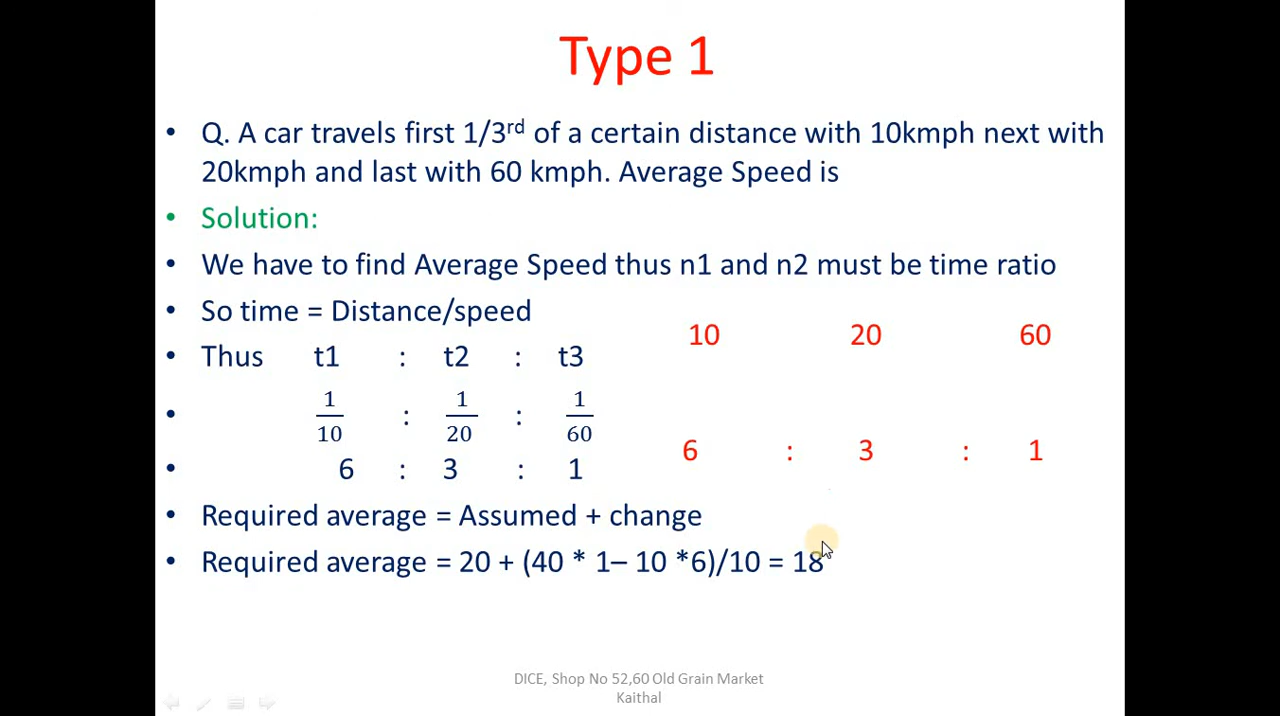 Type 1
• Q. A car travels first 1/3rd of a certain distance with 10kmph next with
20kmph and last with 60 kmph. Average Speed is
• Solution:
• We have to find Average Speed thus n1 and n2 must be time ratio
• So time = Distance/speed
10 20 60
• Thus t1 : t2 : t3
• 1/10 : 1/20 : 1/60
6 : 3 : 1
• 6 : 3 : 1
• Required average = Assumed + change
• Required average = 20 + (40 * 1– 10 *6)/10 = 18
DICE, Shop No 52,60 Old Grain Market
Kaithal